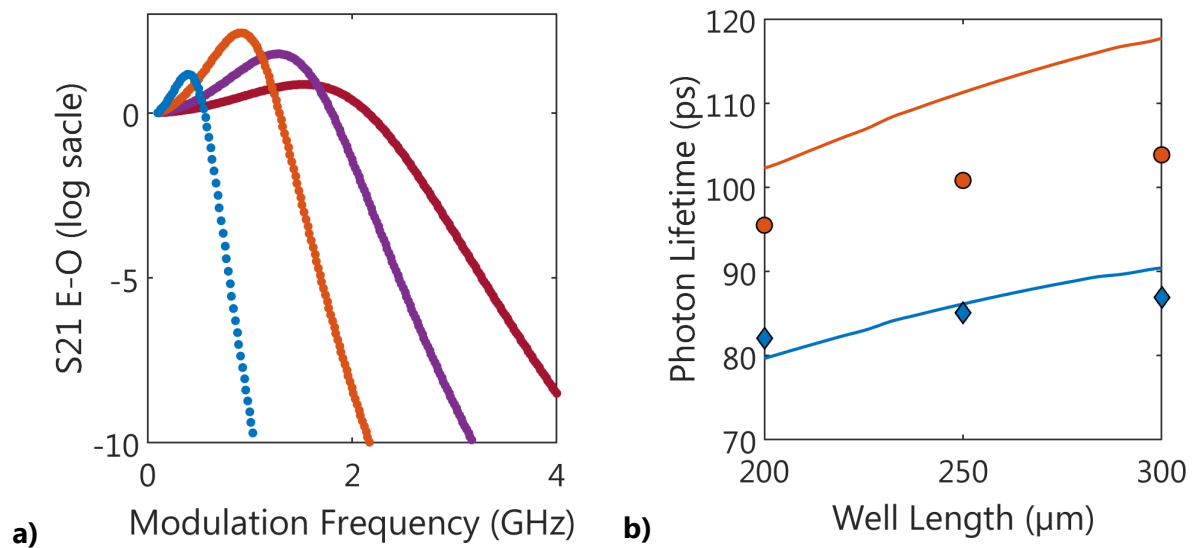 S21 E-O (log sacle)
0
-5
-10
0
2
4
Modulation Frequency (GHz)
a)
Photon Lifetime (ps)
120
110
100
90
80
70
200
250
300
Well Length (μm)
b)